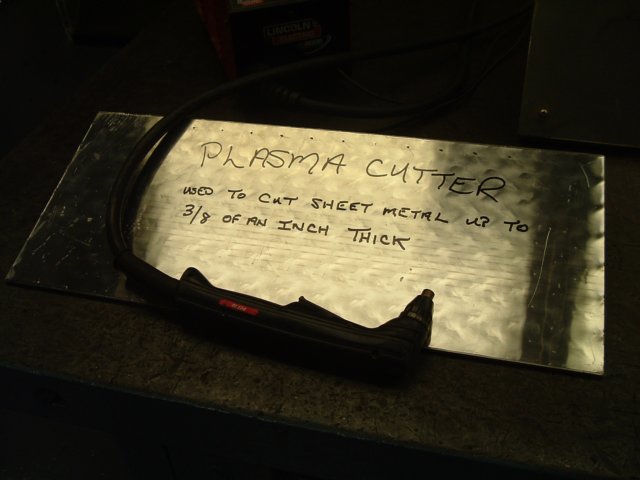 LINCOLN
PLASMA CUTTER
USED TO CUT SHEET METAL UP TO
3/8 OF AN INCH THICK